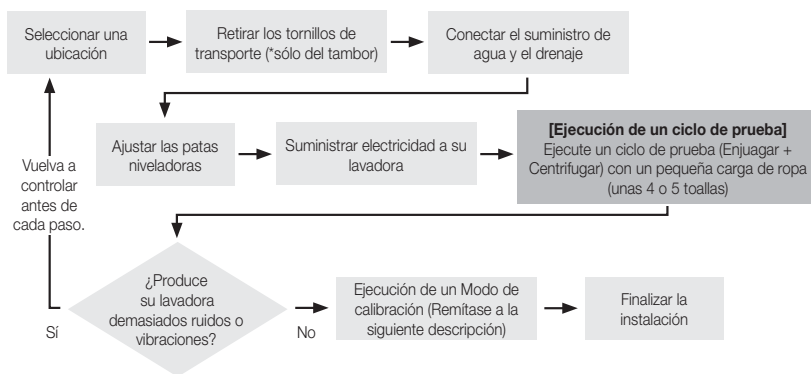 Seleccionar una
ubicación
Retirar los tornillos de
transporte (*sólo del tambor)
Conectar el suministro de
agua y el drenaje
Ajustar las patas
niveladoras
Suministrar electricidad a su
lavadora
[Ejecución de un ciclo de prueba]
Ejecute un ciclo de prueba (Enjuagar +
Centrifugar) con un pequeña carga de ropa
(unas 4 o 5 toallas)
Vuelva a
controlar
antes de
cada paso.
¿Produce
su lavadora
demasiados ruidos o
vibraciones?
Sí
No
Ejecución de un Modo de
calibración (Remítase a la
siguiente descripción)
Finalizar la
instalación